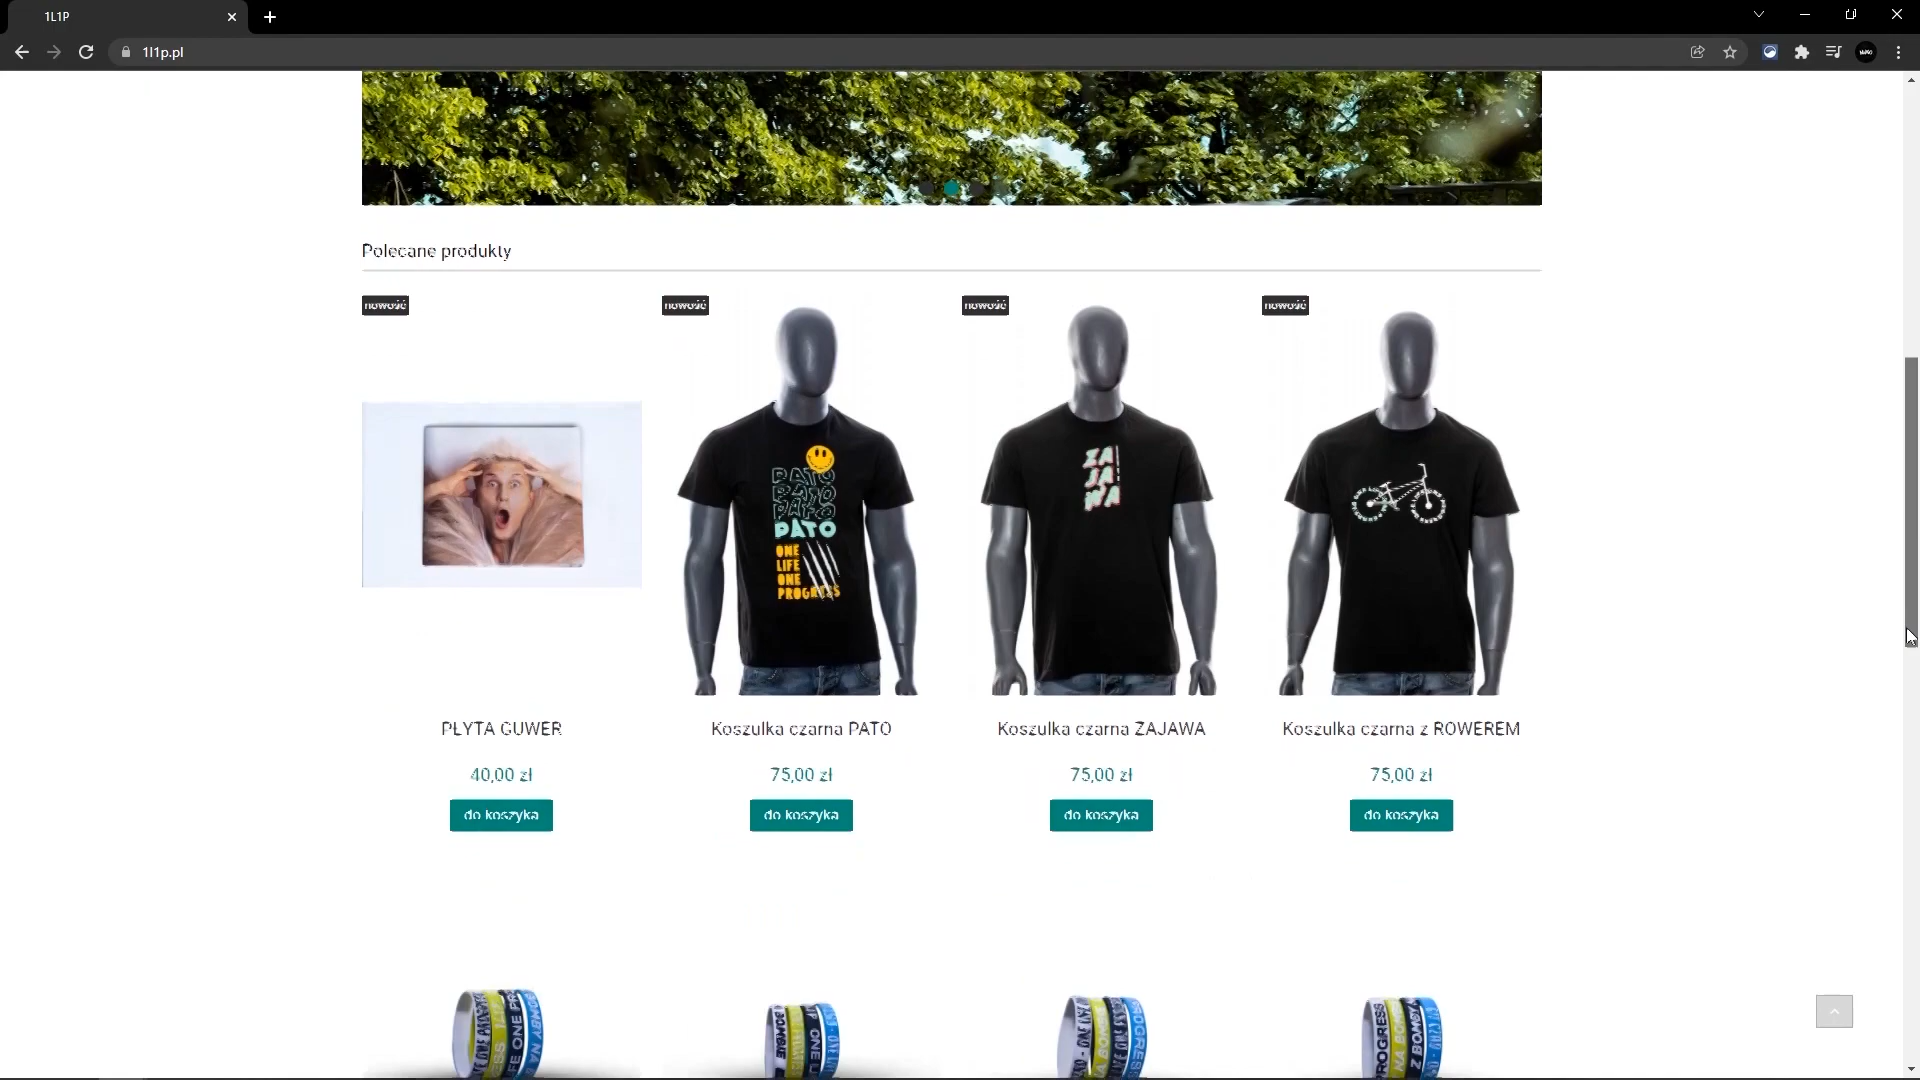 1L1P
1l1p.pl
Polecane produkty
nowość
nowość
nowość
nowość
PATO
PATO
PATO
PATO
ONE
LIFE
ONE
PROGRESS
ZA
JA
WA
PŁYTA GUWER
Koszulka czarna PATO
Koszulka czarna ZAJAWA
Koszulka czarna z ROWEREM
40,00 zł
75,00 zł
75,00 zł
75,00 zł
do koszyka
do koszyka
do koszyka
do koszyka